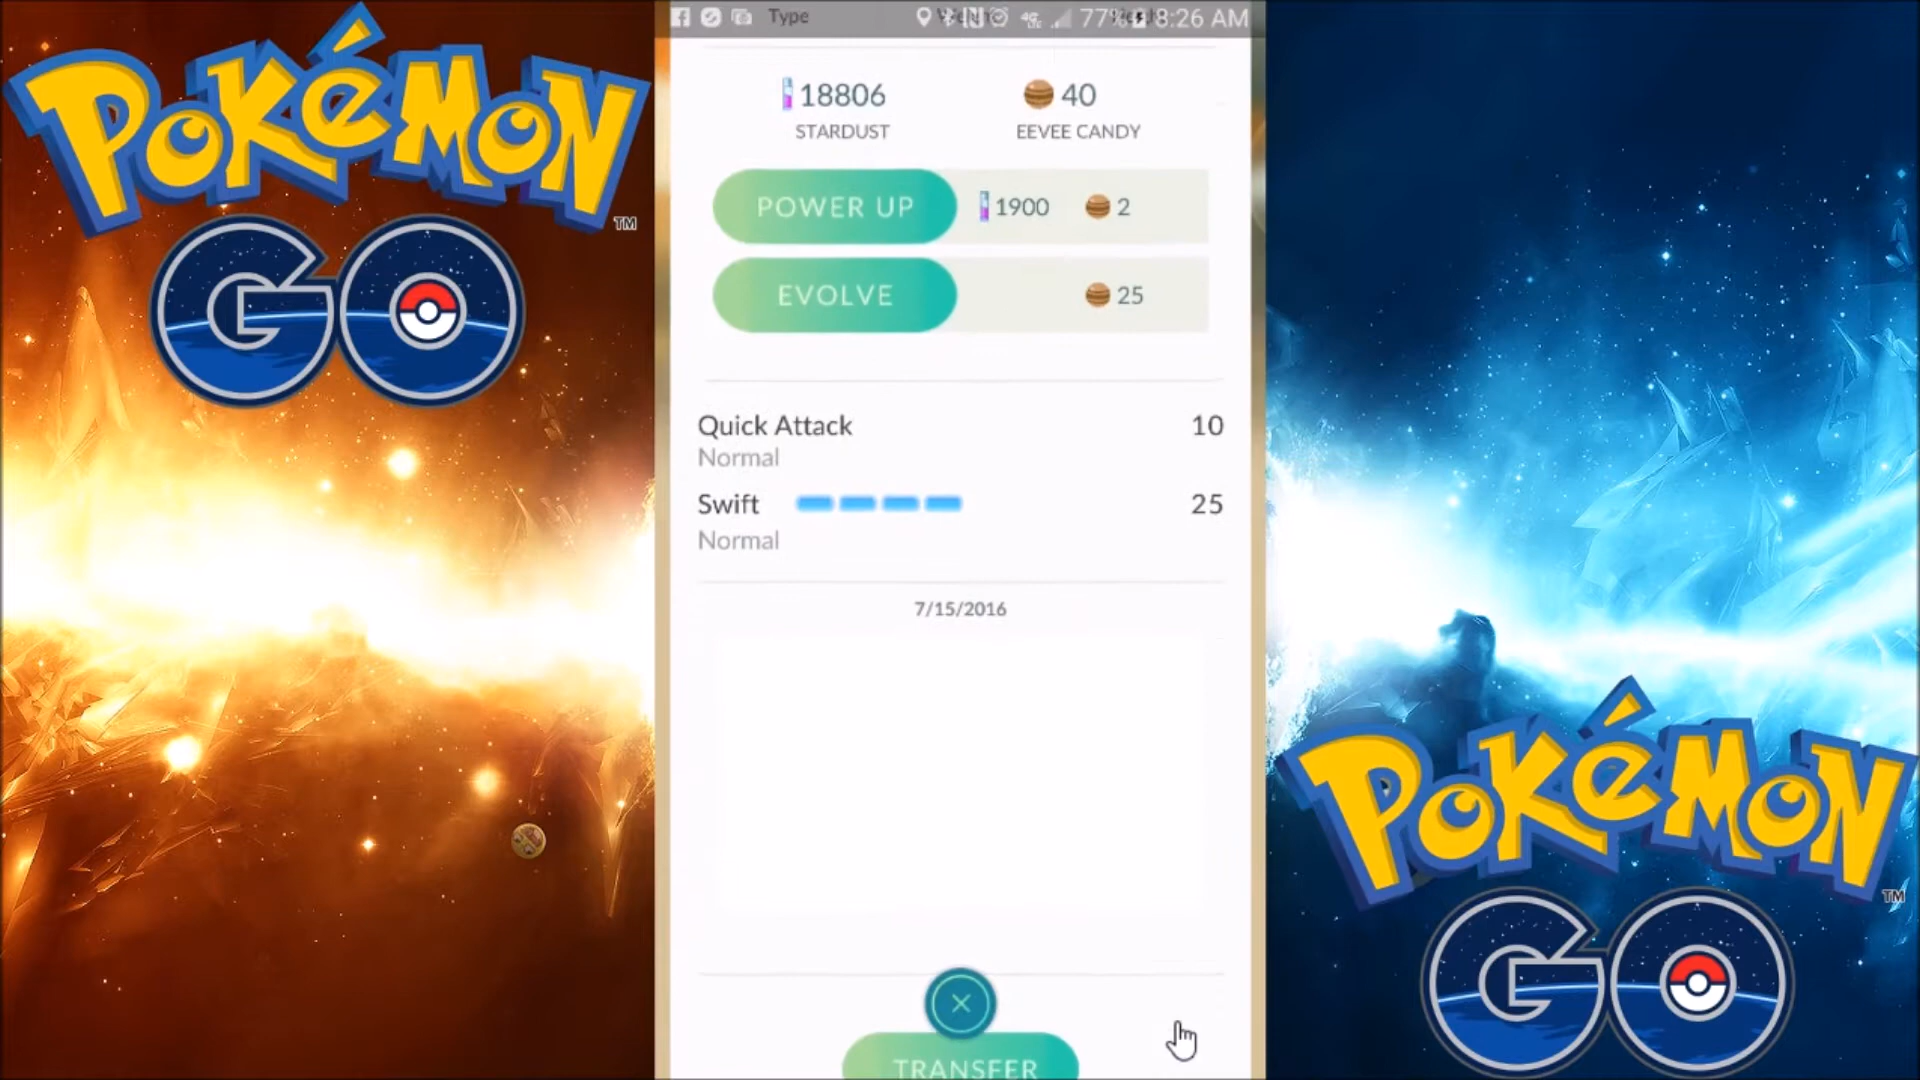 POKÉMON
TM
GO
Type
77% 8:26 AM
18806
STARDUST
40
EEVEE CANDY
POWER UP
1900
2
EVOLVE
25
Quick Attack
10
Normal
Swift
25
Normal
7/15/2016
TRANSFER
POKÉMON
TM
GO